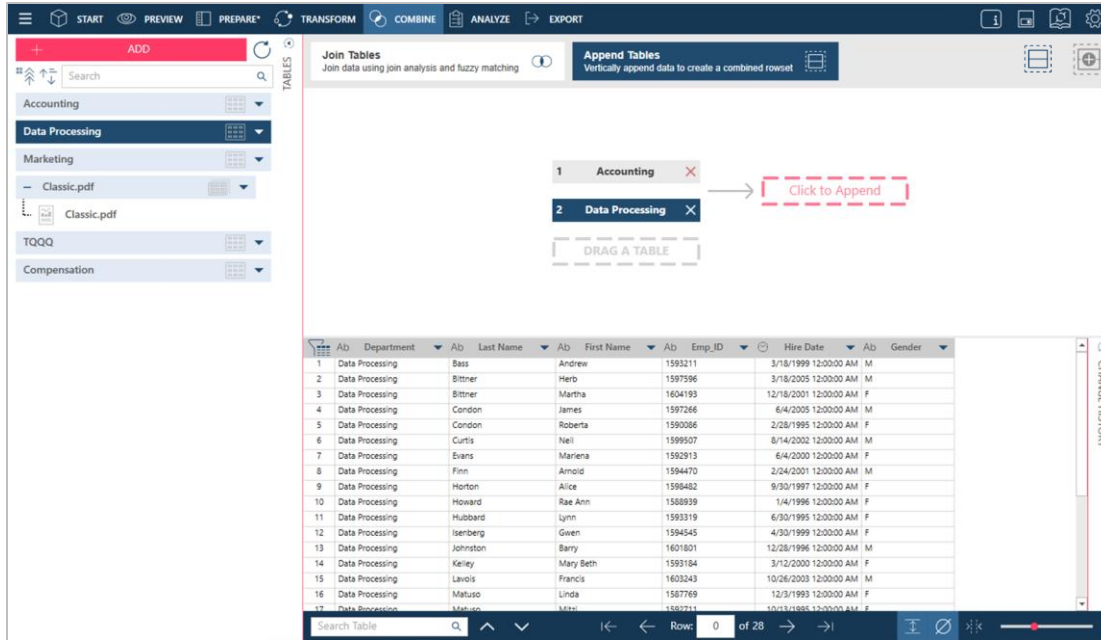 START PREVIEW PREPARE* TRANSFORM COMBINE ANALYZE EXPORT
ADD
Search
TABLES
Accounting
Data Processing
Marketing
Classic.pdf
Classic.pdf
TQQQ
Compensation
Join Tables
Join data using join analysis and fuzzy matching
Append Tables
Vertically append data to create a combined rowset
1 Accounting
2 Data Processing
DRAG A TABLE
Click to Append
Ab Department Ab Last Name Ab First Name Ab Emp_ID Hire Date Ab Gender
1 Data Processing Bass Andrew 1593211 3/18/1999 12:00:00 AM M
2 Data Processing Bittner Herb 1597596 3/18/2005 12:00:00 AM M
3 Data Processing Bittner Martha 1604193 12/18/2001 12:00:00 AM F
4 Data Processing Condon James 1597266 6/4/2005 12:00:00 AM M
5 Data Processing Condon Roberta 1590086 2/28/1995 12:00:00 AM F
6 Data Processing Curtis Neil 1599507 8/14/2002 12:00:00 AM M
7 Data Processing Evans Marlena 1592913 6/4/2000 12:00:00 AM F
8 Data Processing Finn Arnold 1594470 2/24/2001 12:00:00 AM M
9 Data Processing Horton Alice 1598482 9/30/1997 12:00:00 AM F
10 Data Processing Howard Rae Ann 1588939 1/4/1996 12:00:00 AM F
11 Data Processing Hubbard Lynn 1593319 6/30/1995 12:00:00 AM F
12 Data Processing Isenberg Gwen 1594545 4/30/1999 12:00:00 AM F
13 Data Processing Johnston Barry 1601801 12/28/1996 12:00:00 AM M
14 Data Processing Kelley Mary Beth 1593184 3/12/2000 12:00:00 AM F
15 Data Processing Lavois Francis 1603243 10/26/2003 12:00:00 AM M
16 Data Processing Matuso Linda 1587769 12/3/1993 12:00:00 AM F
17 Data Processing Matuso Mitzi 1592711 10/13/1995 12:00:00 AM F
Search Table Row: 0 of 28